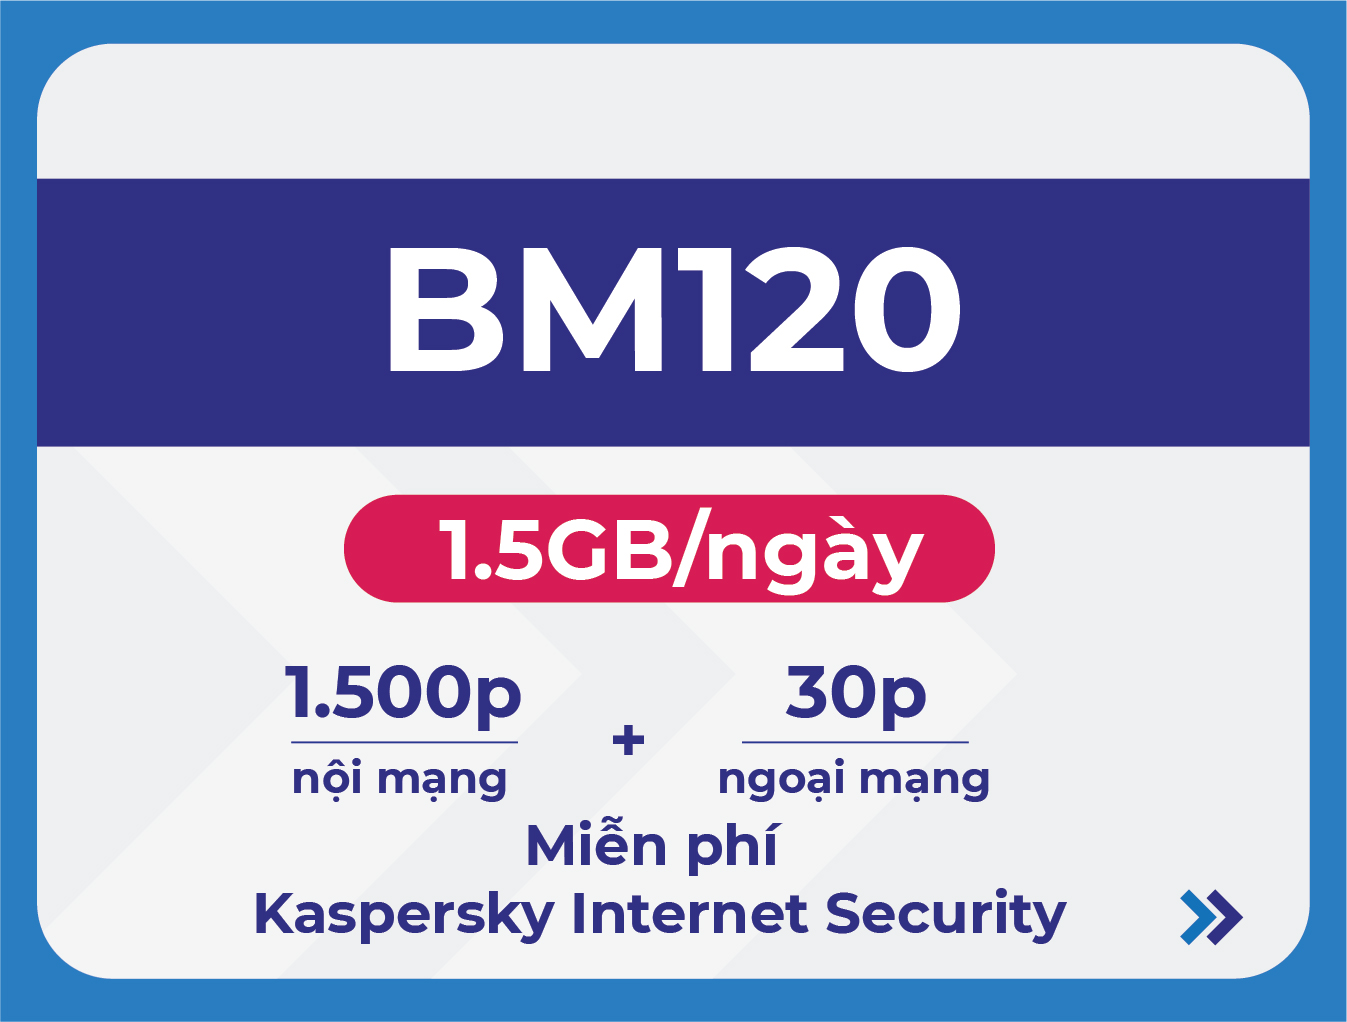 BM120
1.5GB/ngày
1.500p
nội mạng
+
30p
ngoại mạng
Miễn phí
Kaspersky Internet Security